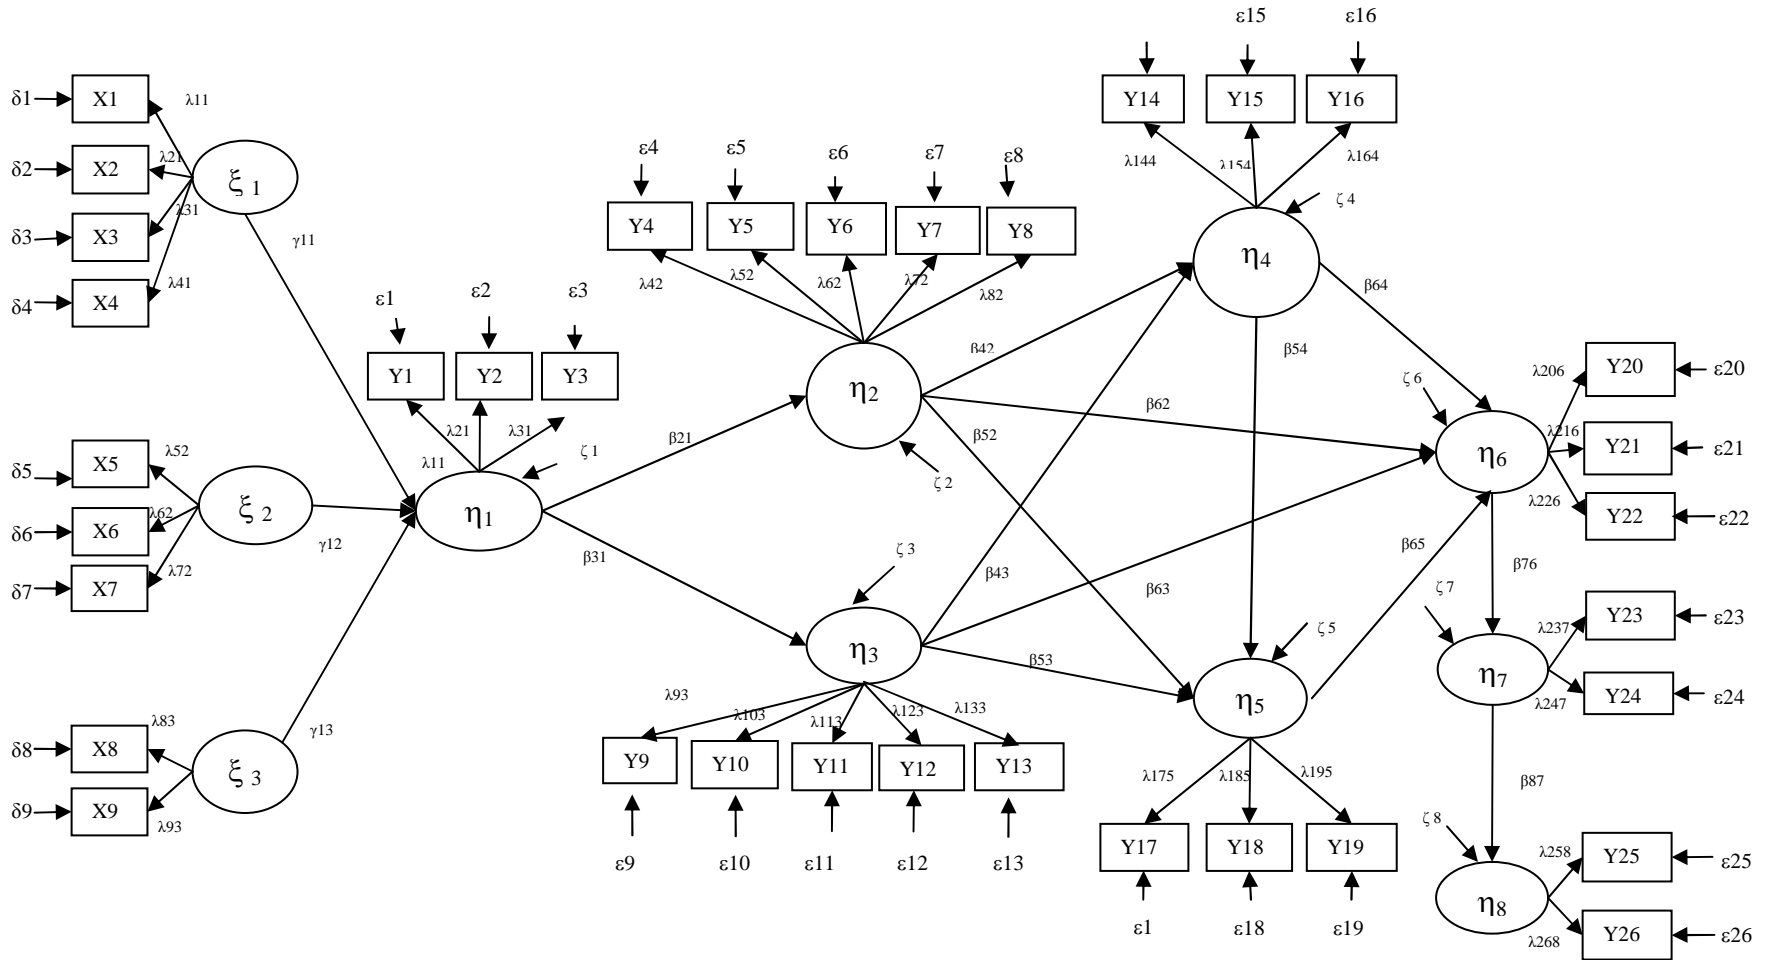 ε15 ε16
δ1 X1 λ11 Y14 Y15 Y16
δ2 X2 λ21 ξ 1 ε4 ε5 ε6 ε7 ε8 λ144 λ154 λ164
λ31 ζ 4
δ3 X3 γ11 Y4 Y5 Y6 Y7 Y8 η4
δ4 X4 λ41 ε1 ε2 ε3 λ42 λ52 λ62 λ72 λ82 β64
Y1 Y2 Y3 β42 β54 λ206 Y20 ε20
η2 ζ 6
β62
λ21 λ31 β21 β52 λ216 Y21 ε21
δ5 X5 λ52 λ11 ζ 1 η6
ζ 2
δ6 X6 λ62 ξ 2 η1 λ226 Y22 ε22
γ12 β31 ζ 3 β65
δ7 X7 λ72 β43 β63 β76
ζ 7
η3 ζ 5 λ237 Y23 ε23
β53 η7
λ93 λ103 λ113 λ123 λ133 η5 λ247 Y24 ε24
λ83 γ13
δ8 X8 ξ 3 Y9 Y10 Y11 Y12 Y13 λ175 λ185 λ195 β87
δ9 X9 λ93 ζ 8
ε9 ε10 ε11 ε12 ε13 Y17 Y18 Y19 λ258 Y25 ε25
η8
ε1 ε18 ε19 λ268 Y26 ε26